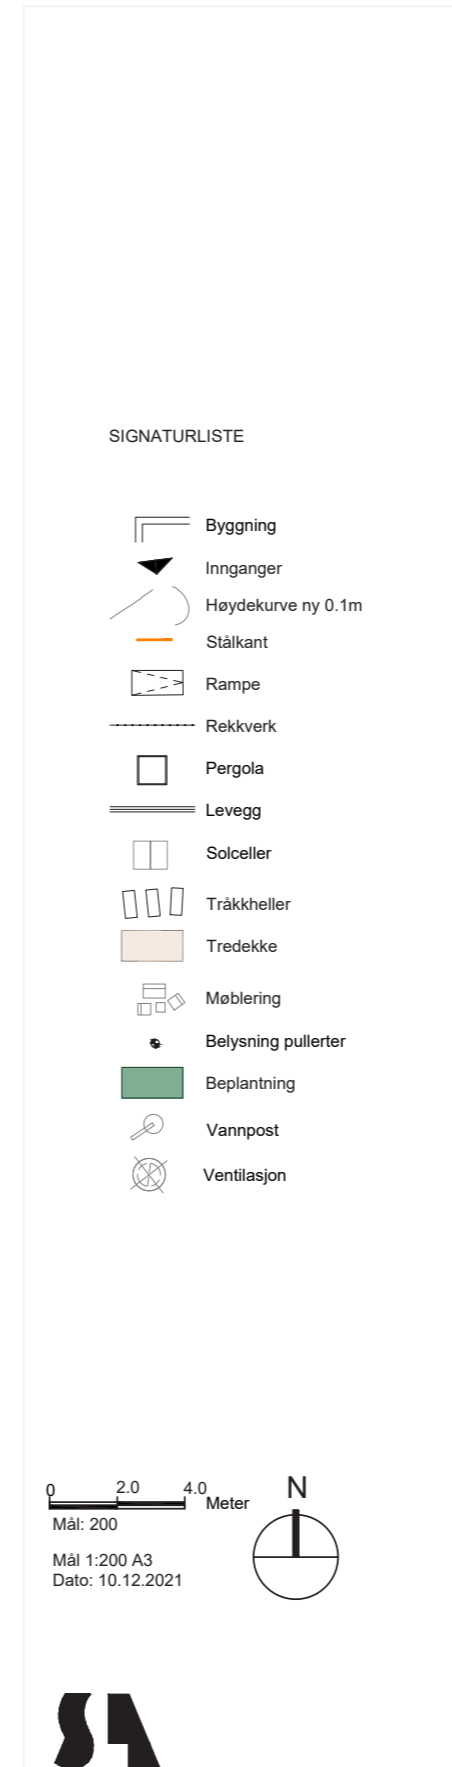 SIGNATURLISTE
Byggning
Innganger
Høydekurve ny 0.1m
Stålkant
Rampe
Rekkverk
Pergola
Levegg
Solceller
Tråkkheller
Tredekke
Møblering
Belysning pullerter
Beplantning
Vannpost
Ventilasjon
0 2.0 4.0 Meter
N
Mål: 200
Mål 1:200 A3
Dato: 10.12.2021